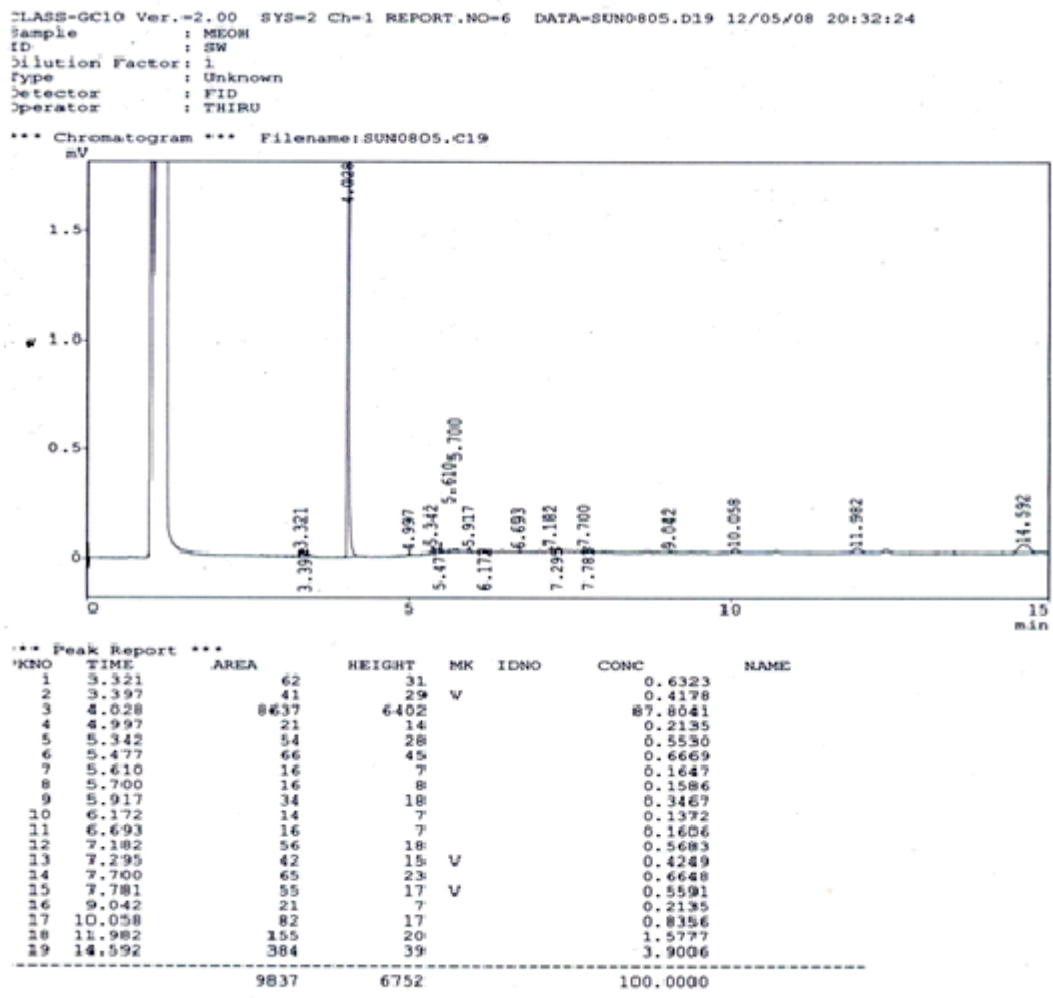 CLASS-GC10 Ver.=2.00 SYS=2 Ch=1 REPORT.NO=6 DATA=SUN0805.D19 12/05/08 20:32:24
Sample : MEOH
ID : SW
Dilution Factor: 1
Type : Unknown
Detector : FID
Operator : THIRU
*** Chromatogram *** Filename:SUN0805.C19
mV
4.028
1.5
1.0
0.5
5.700
5.610
3.321
4.997
5.342
5.917
6.693
7.182
7.700
9.042
10.058
11.982
14.592
0
3.397
5.47
6.172
7.295
7.781
0 5 10 15
min
*** Peak Report ***
PKNO TIME AREA HEIGHT MK IDNO CONC NAME
1 3.321 62 31 0.6323
2 3.397 41 29 V 0.4178
3 4.028 8637 6402 87.8041
4 4.997 21 14 0.2135
5 5.342 54 28 0.5530
6 5.477 66 45 0.6669
7 5.610 16 7 0.1647
8 5.700 16 8 0.1586
9 5.917 34 18 0.3467
10 6.172 14 7 0.1372
11 6.693 16 7 0.1606
12 7.182 56 18 0.5683
13 7.295 42 15 V 0.4249
14 7.700 65 23 0.6648
15 7.781 55 17 V 0.5591
16 9.042 21 7 0.2135
17 10.058 82 17 0.8356
18 11.982 155 20 1.5777
19 14.592 384 39 3.9006
9837 6752 100.0000